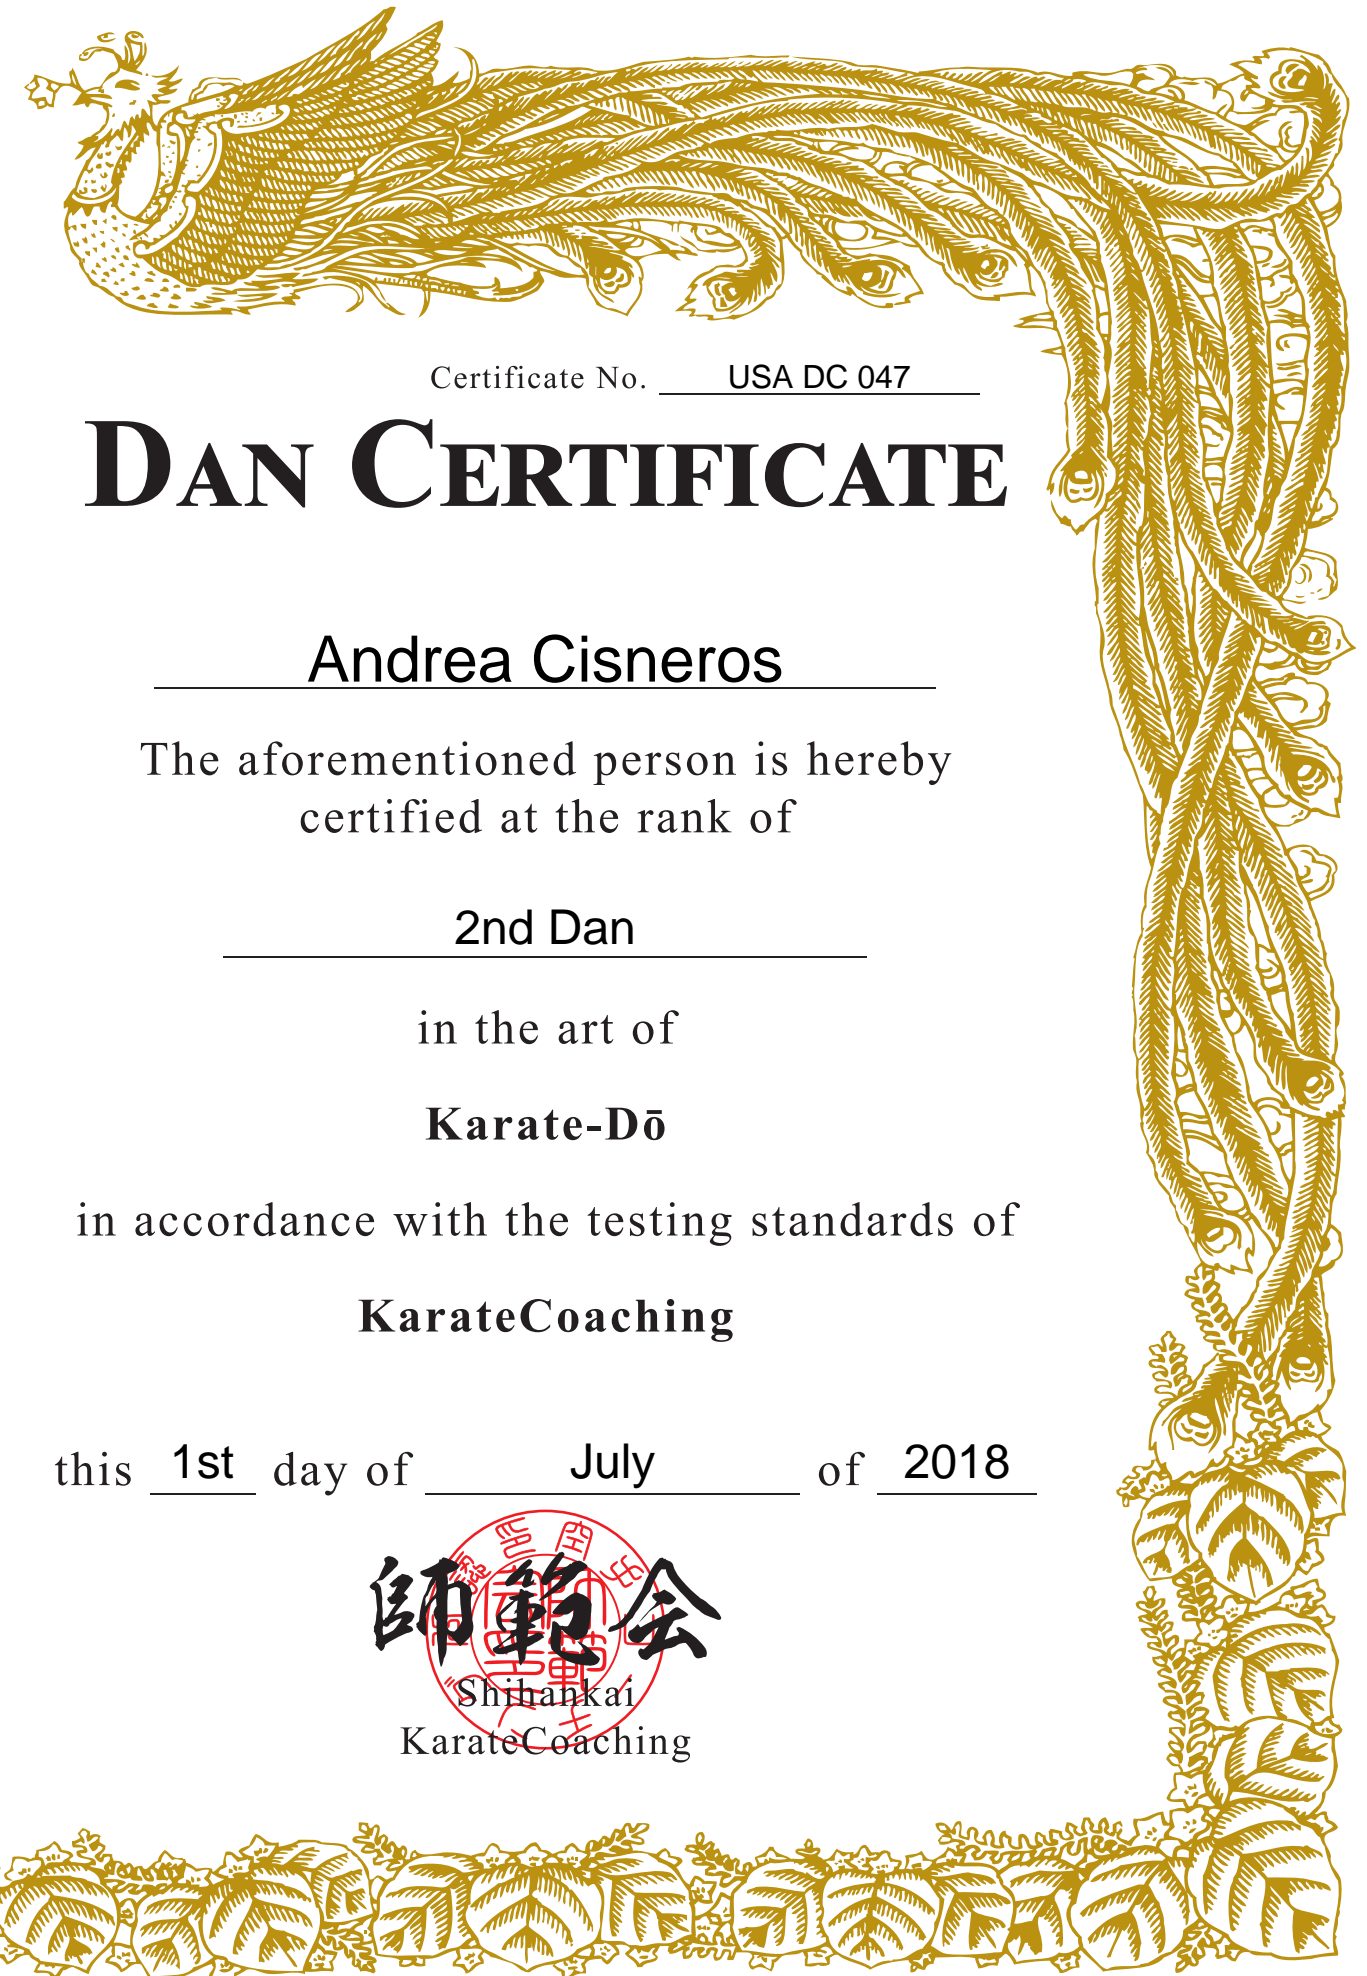 Certificate No. USA DC 047
DAN CERTIFICATE
Andrea Cisneros
The aforementioned person is hereby
certified at the rank of
2nd Dan
in the art of
Karate-Dō
in accordance with the testing standards of
KarateCoaching
this 1st day of July of 2018
師範会
Shihankai
KarateCoaching